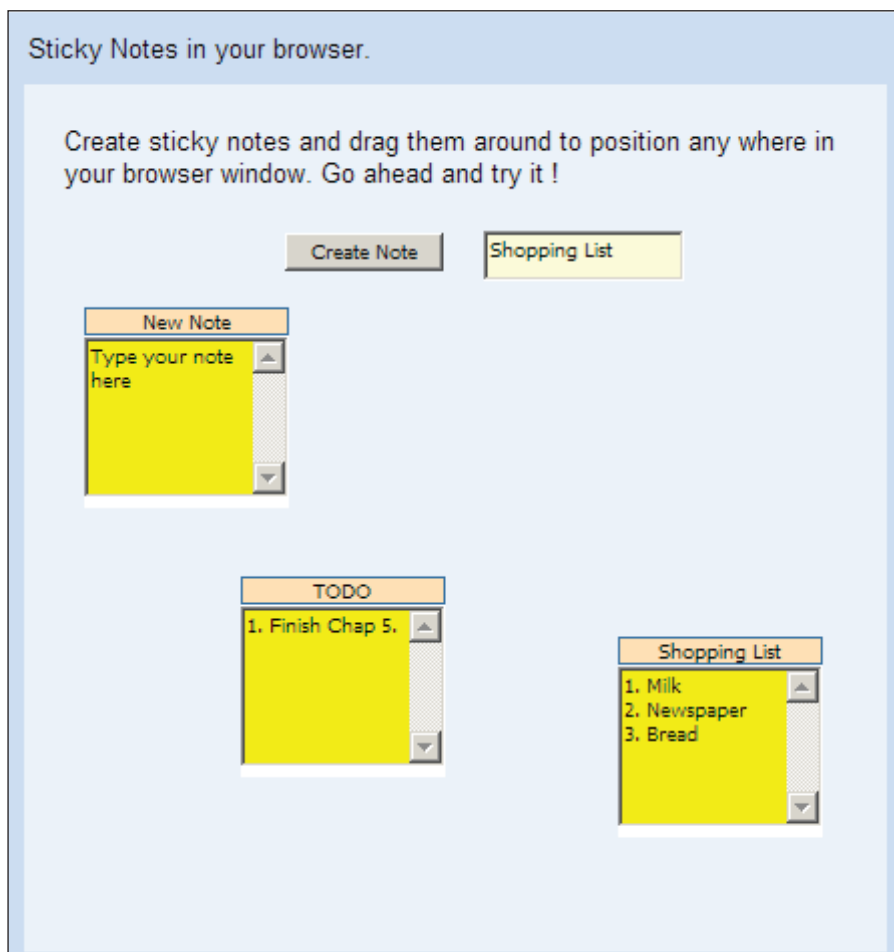 Sticky Notes in your browser.
Create sticky notes and drag them around to position any where in
your browser window. Go ahead and try it !
Create Note
Shopping List
New Note
Type your note
here
TODO
1. Finish Chap 5.
Shopping List
1. Milk
2. Newspaper
3. Bread